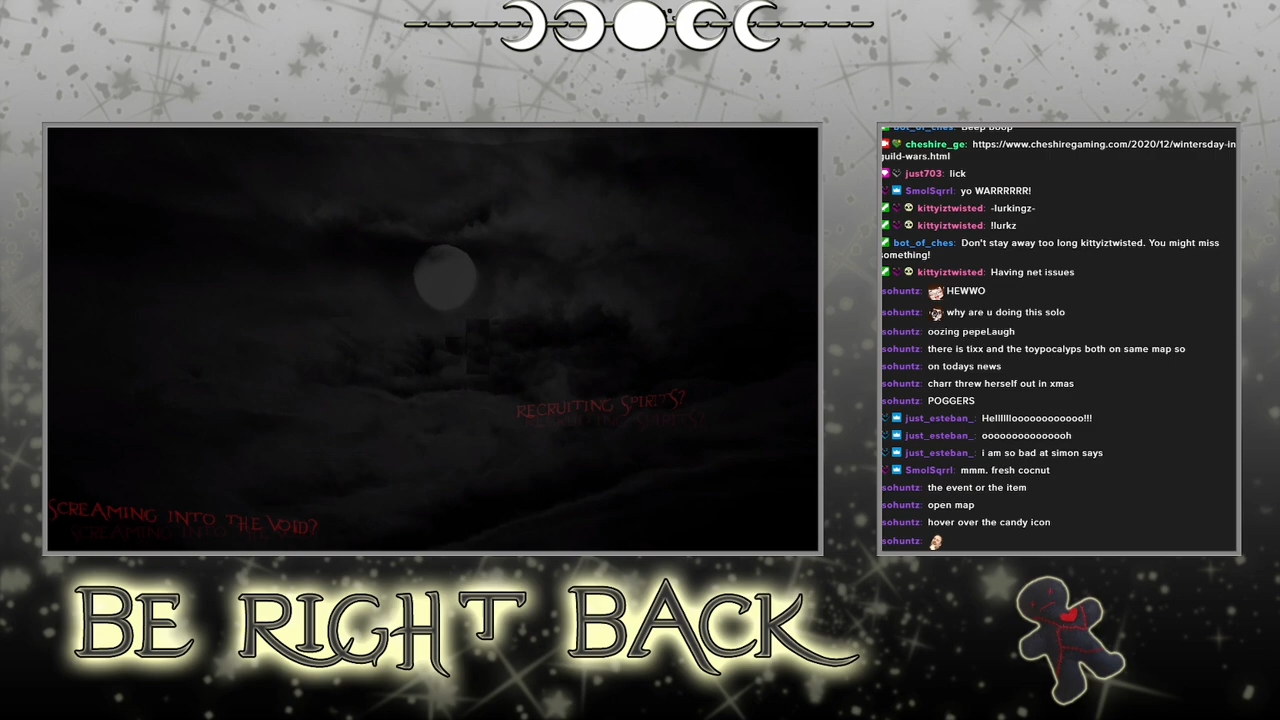 bot_of_ches: Beep boop
cheshire_ge: https://www.cheshiregaming.com/2020/12/wintersday-in
guild-wars.html
just703: lick
SmolSqrrl: yo WARRRRRR!
kittyiztwisted: -lurkingz-
kittyiztwisted: !lurkz
bot_of_ches: Don't stay away too long kittyiztwisted. You might miss
something!
kittyiztwisted: Having net issues
sohuntz: HEWWO
sohuntz: why are u doing this solo
sohuntz: oozing pepeLaugh
sohuntz: there is tixx and the toypocalyps both on same map so
sohuntz: on todays news
sohuntz: charr threw herself out in xmas
sohuntz: POGGERS
just_esteban_: Helllllllooooooooooo!!!
just_esteban_: oooooooooooooooh
just_esteban_: i am so bad at simon says
SmolSqrrl: mmm. fresh cocnut
sohuntz: the event or the item
sohuntz: open map
sohuntz: hover over the candy icon
sohuntz:
RECRUITING SPIRITS?
SCREAMING INTO THE VOID?
BE RIGHT BACK